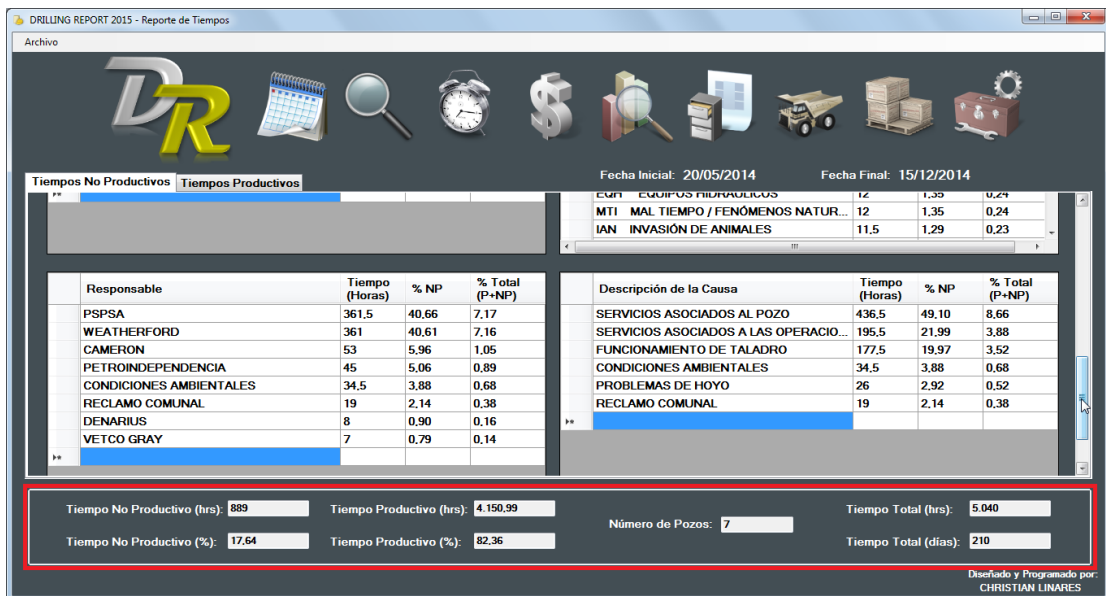 DRILLING REPORT 2015 - Reporte de Tiempos
Archivo
DR
Tiempos No Productivos Tiempos Productivos
Fecha Inicial: 20/05/2014 Fecha Final: 15/12/2014
EQH EQUIPOS HIDRAULICOS 12 1,35 0,24
MTI MAL TIEMPO / FENÓMENOS NATUR... 12 1,35 0,24
IAN INVASIÓN DE ANIMALES 11,5 1,29 0,23
Responsable Tiempo (Horas) % NP % Total (P+NP)
PSPSA 361,5 40,66 7,17
WEATHERFORD 361 40,61 7,16
CAMERON 53 5,96 1,05
PETROINDEPENDENCIA 45 5,06 0,89
CONDICIONES AMBIENTALES 34,5 3,88 0,68
RECLAMO COMUNAL 19 2,14 0,38
DENARIUS 8 0,90 0,16
VETCO GRAY 7 0,79 0,14
Descripción de la Causa Tiempo (Horas) % NP % Total (P+NP)
SERVICIOS ASOCIADOS AL POZO 436,5 49,10 8,66
SERVICIOS ASOCIADOS A LAS OPERACIO... 195,5 21,99 3,88
FUNCIONAMIENTO DE TALADRO 177,5 19,97 3,52
CONDICIONES AMBIENTALES 34,5 3,88 0,68
PROBLEMAS DE HOYO 26 2,92 0,52
RECLAMO COMUNAL 19 2,14 0,38
Tiempo No Productivo (hrs): 889
Tiempo Productivo (hrs): 4.150,99
Número de Pozos: 7
Tiempo Total (hrs): 5.040
Tiempo No Productivo (%): 17,64
Tiempo Productivo (%): 82,36
Tiempo Total (días): 210
Diseñado y Programado por:
CHRISTIAN LINARES